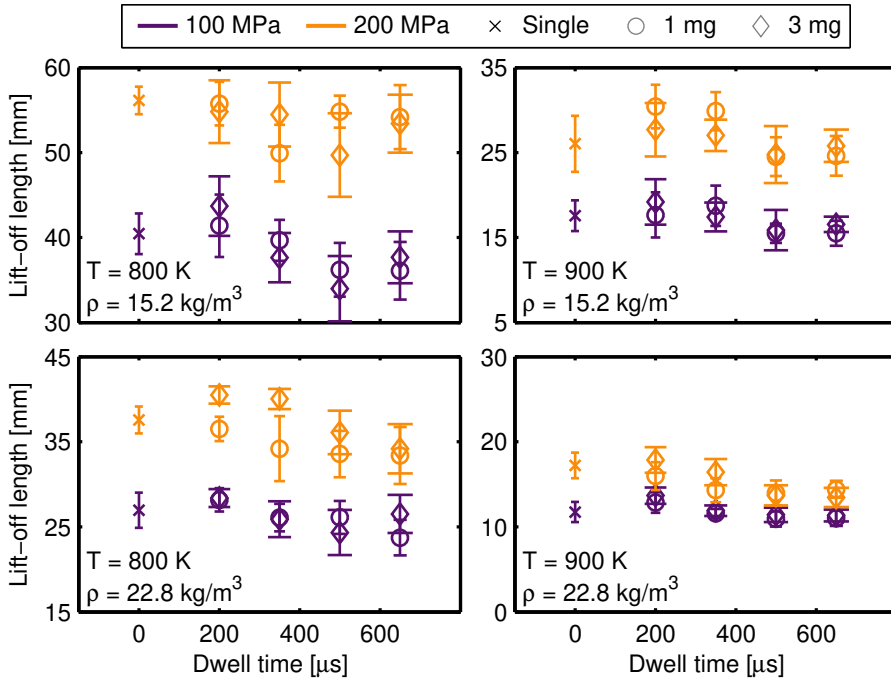 100 MPa 200 MPa Single 1 mg 3 mg
Lift-off length [mm]
60
50
40
30
T = 800 K
ρ = 15.2 kg/m³
35
25
15
5
T = 900 K
ρ = 15.2 kg/m³
Lift-off length [mm]
45
35
25
15
T = 800 K
ρ = 22.8 kg/m³
0 200 400 600
Dwell time [µs]
30
20
10
0
T = 900 K
ρ = 22.8 kg/m³
0 200 400 600
Dwell time [µs]